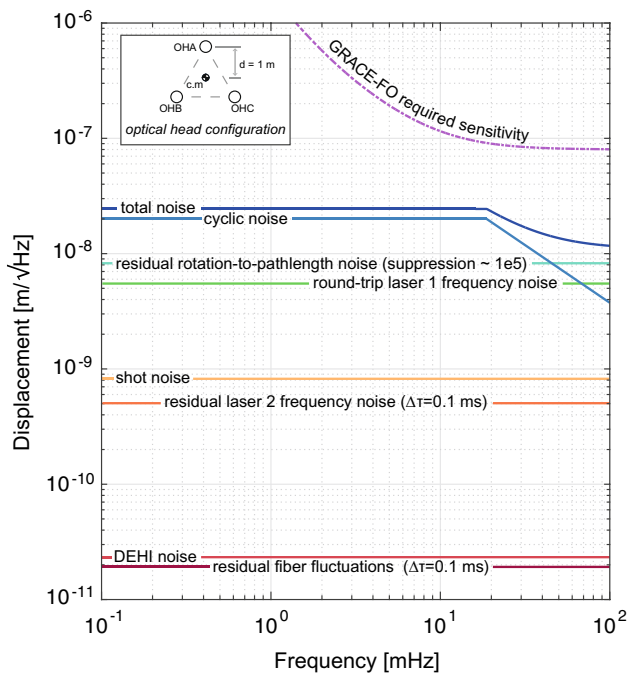 10^-6
10^-7
10^-8
10^-9
10^-10
10^-11
Displacement [m/√Hz]
OHA
d = 1 m
c.m
OHB
OHC
optical head configuration
GRACE-FO required sensitivity
total noise
cyclic noise
residual rotation-to-pathlength noise (suppression ~ 1e5)
round-trip laser 1 frequency noise
shot noise
residual laser 2 frequency noise (Δτ=0.1 ms)
DEHI noise
residual fiber fluctuations (Δτ=0.1 ms)
10^-1
10^0
10^1
10^2
Frequency [mHz]